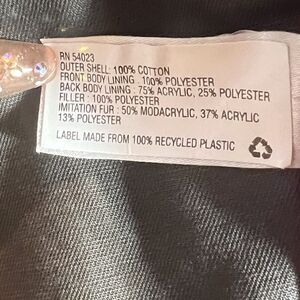 RN 54023
OUTER SHELL: 100% COTTON
FRONT BODY LINING : 100% POLYESTER
BACK BODY LINING : 75% ACRYLIC, 25% POLYESTER
FILLER : 100% POLYESTER
IMITATION FUR : 50% MODACRYLIC, 37% ACRYLIC
13% POLYESTER
LABEL MADE FROM 100% RECYCLED PLASTIC